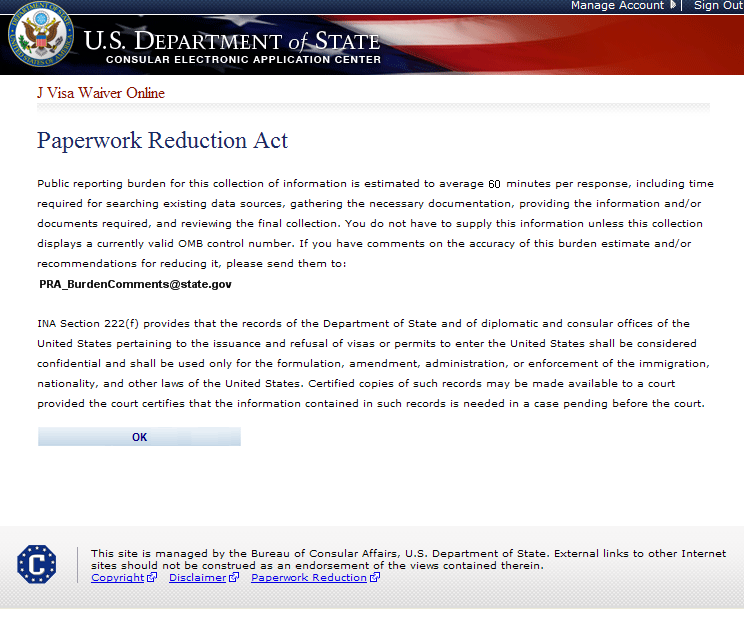 Manage Account | Sign Out
U.S. DEPARTMENT of STATE
CONSULAR ELECTRONIC APPLICATION CENTER
J Visa Waiver Online
Paperwork Reduction Act
Public reporting burden for this collection of information is estimated to average 60 minutes per response, including time
required for searching existing data sources, gathering the necessary documentation, providing the information and/or
documents required, and reviewing the final collection. You do not have to supply this information unless this collection
displays a currently valid OMB control number. If you have comments on the accuracy of this burden estimate and/or
recommendations for reducing it, please send them to:
PRA_BurdenComments@state.gov
INA Section 222(f) provides that the records of the Department of State and of diplomatic and consular offices of the
United States pertaining to the issuance and refusal of visas or permits to enter the United States shall be considered
confidential and shall be used only for the formulation, amendment, administration, or enforcement of the immigration,
nationality, and other laws of the United States. Certified copies of such records may be made available to a court
provided the court certifies that the information contained in such records is needed in a case pending before the court.
OK
C
This site is managed by the Bureau of Consular Affairs, U.S. Department of State. External links to other Internet
sites should not be construed as an endorsement of the views contained therein.
Copyright Disclaimer Paperwork Reduction